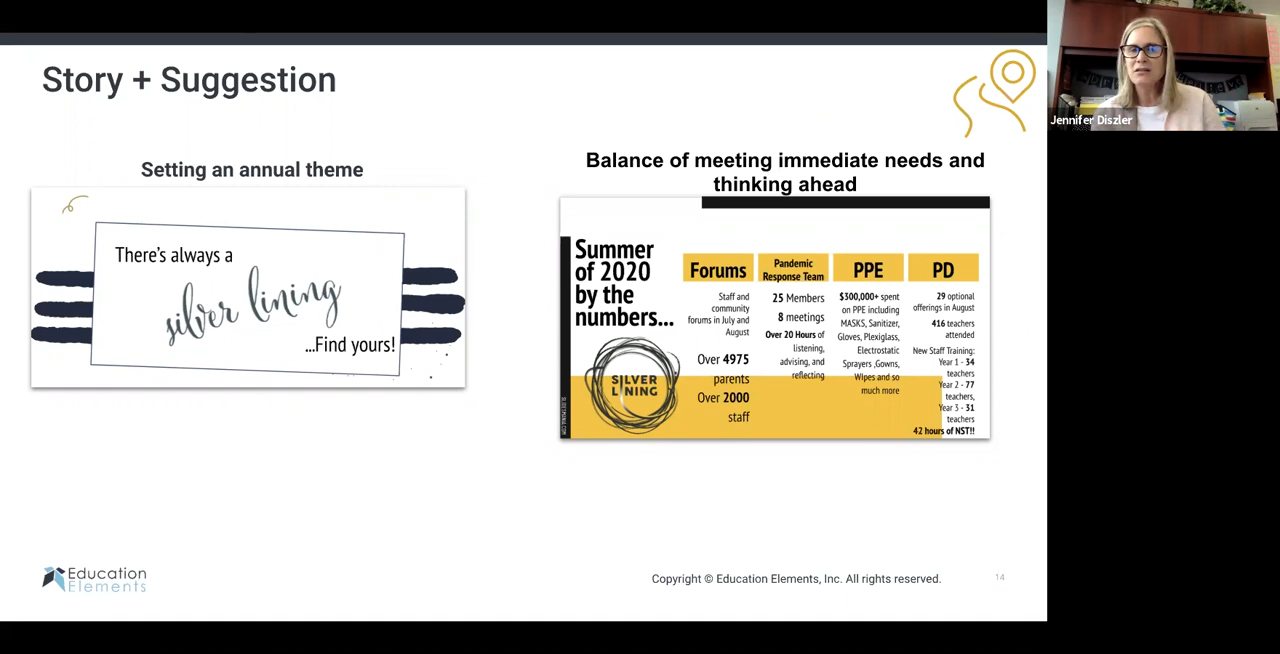 Story + Suggestion
Jennifer Diszler
Setting an annual theme
There's always a
silver lining
...Find yours!
Balance of meeting immediate needs and
thinking ahead
Summer
of 2020
by the
numbers...
SILVER
LINING
SLIDESMANIA.COM
Forums
Staff and
community
forums in July and
August
Over 4975
parents
Over 2000
staff
Pandemic
Response Team
25 Members
8 meetings
Over 20 Hours of
listening,
advising, and
reflecting
PPE
$300,000+ spent
on PPE including
MASKS, Sanitizer,
Gloves, Plexiglass,
Electrostatic
Sprayers ,Gowns,
WIpes and so
much more
PD
29 optional
offerings in August
416 teachers
attended
New Staff Training:
Year 1 - 34
teachers
Year 2 - 77
teachers,
Year 3 - 31
teachers
42 hours of NST!!
Education
Elements
Copyright © Education Elements, Inc. All rights reserved.
14